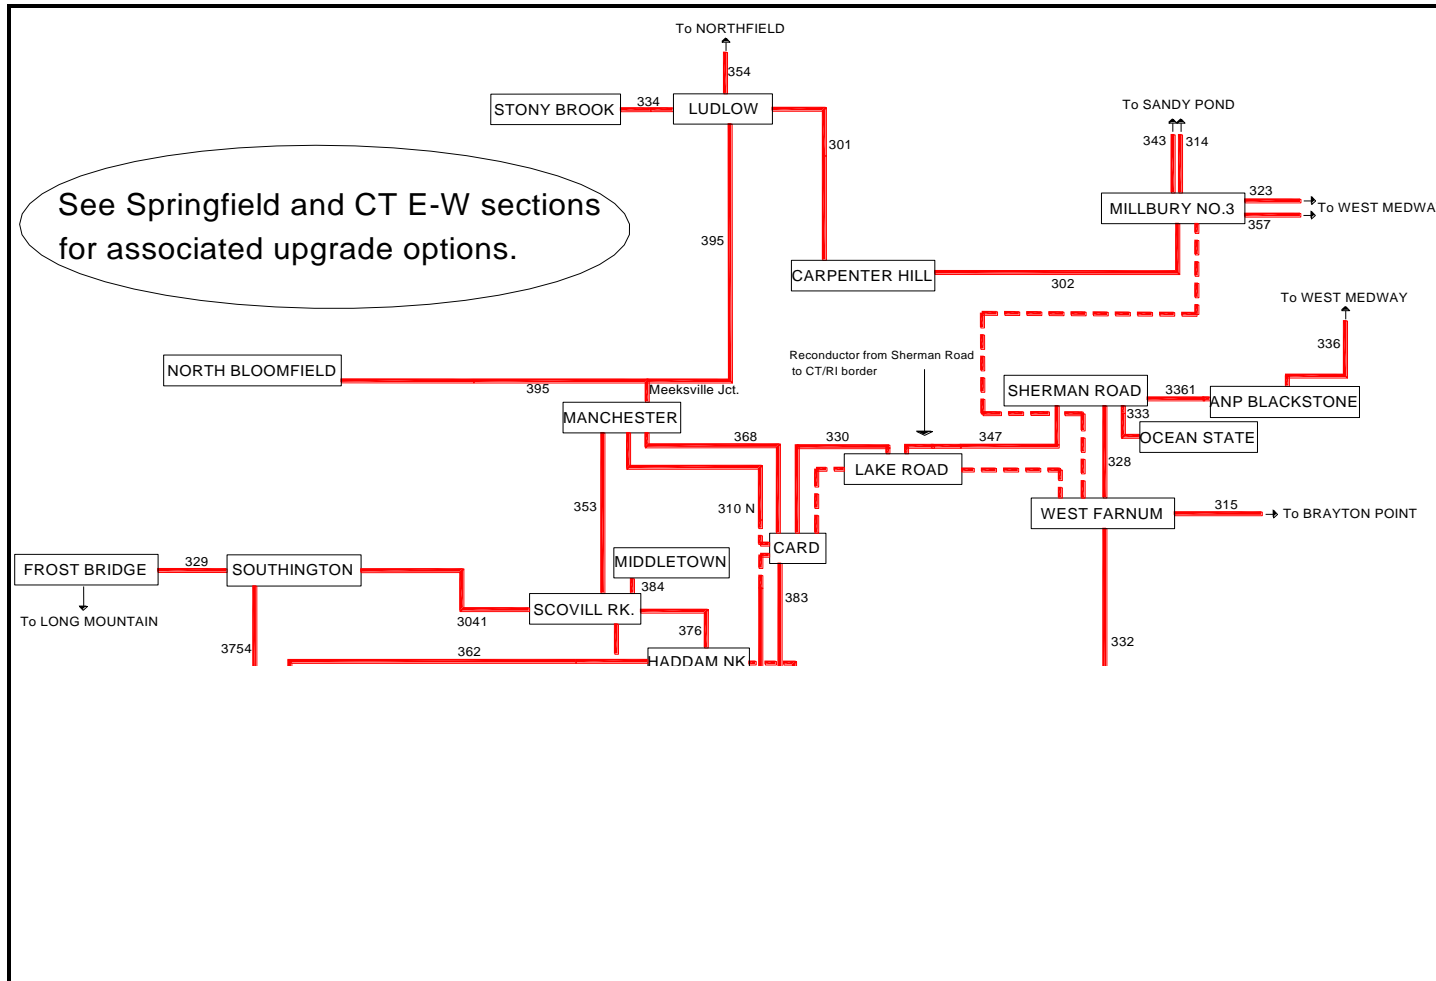 To NORTHFIELD
354
STONY BROOK
334
LUDLOW
301
To SANDY POND
343
314
323
MILLBURY NO.3
To WEST MEDWA
357
See Springfield and CT E-W sections
for associated upgrade options.
395
CARPENTER HILL
302
To WEST MEDWAY
336
Reconductor from Sherman Road
to CT/RI border
NORTH BLOOMFIELD
395
Meeksville Jct.
SHERMAN ROAD
3361
ANP BLACKSTONE
MANCHESTER
333
OCEAN STATE
368
330
347
LAKE ROAD
328
353
310 N
WEST FARNUM
315
To BRAYTON POINT
CARD
FROST BRIDGE
329
SOUTHINGTON
MIDDLETOWN
384
383
To LONG MOUNTAIN
3041
SCOVILL RK.
376
3754
362
HADDAM NK
332